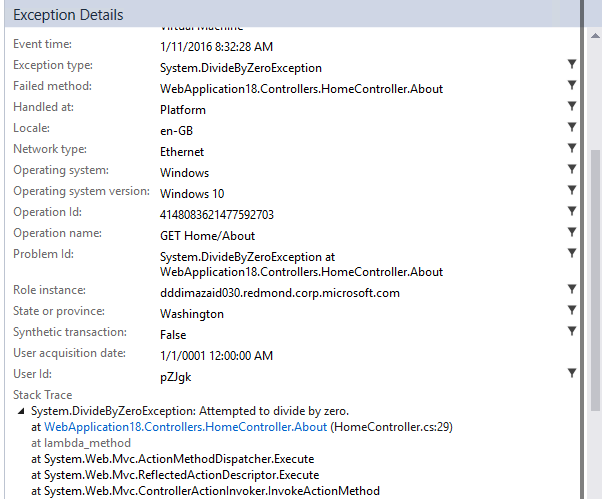 Exception Details
Virtual Machine
Event time: 1/11/2016 8:32:28 AM
Exception type: System.DivideByZeroException
Failed method: WebApplication18.Controllers.HomeController.About
Handled at: Platform
Locale: en-GB
Network type: Ethernet
Operating system: Windows
Operating system version: Windows 10
Operation Id: 4148083621477592703
Operation name: GET Home/About
Problem Id: System.DivideByZeroException at
WebApplication18.Controllers.HomeController.About
Role instance: dddimazaid030.redmond.corp.microsoft.com
State or province: Washington
Synthetic transaction: False
User acquisition date: 1/1/0001 12:00:00 AM
User Id: pZJgk
Stack Trace
System.DivideByZeroException: Attempted to divide by zero.
at WebApplication18.Controllers.HomeController.About (HomeController.cs:29)
at lambda_method
at System.Web.Mvc.ActionMethodDispatcher.Execute
at System.Web.Mvc.ReflectedActionDescriptor.Execute
at System.Web.Mvc.ControllerActionInvoker.InvokeActionMethod